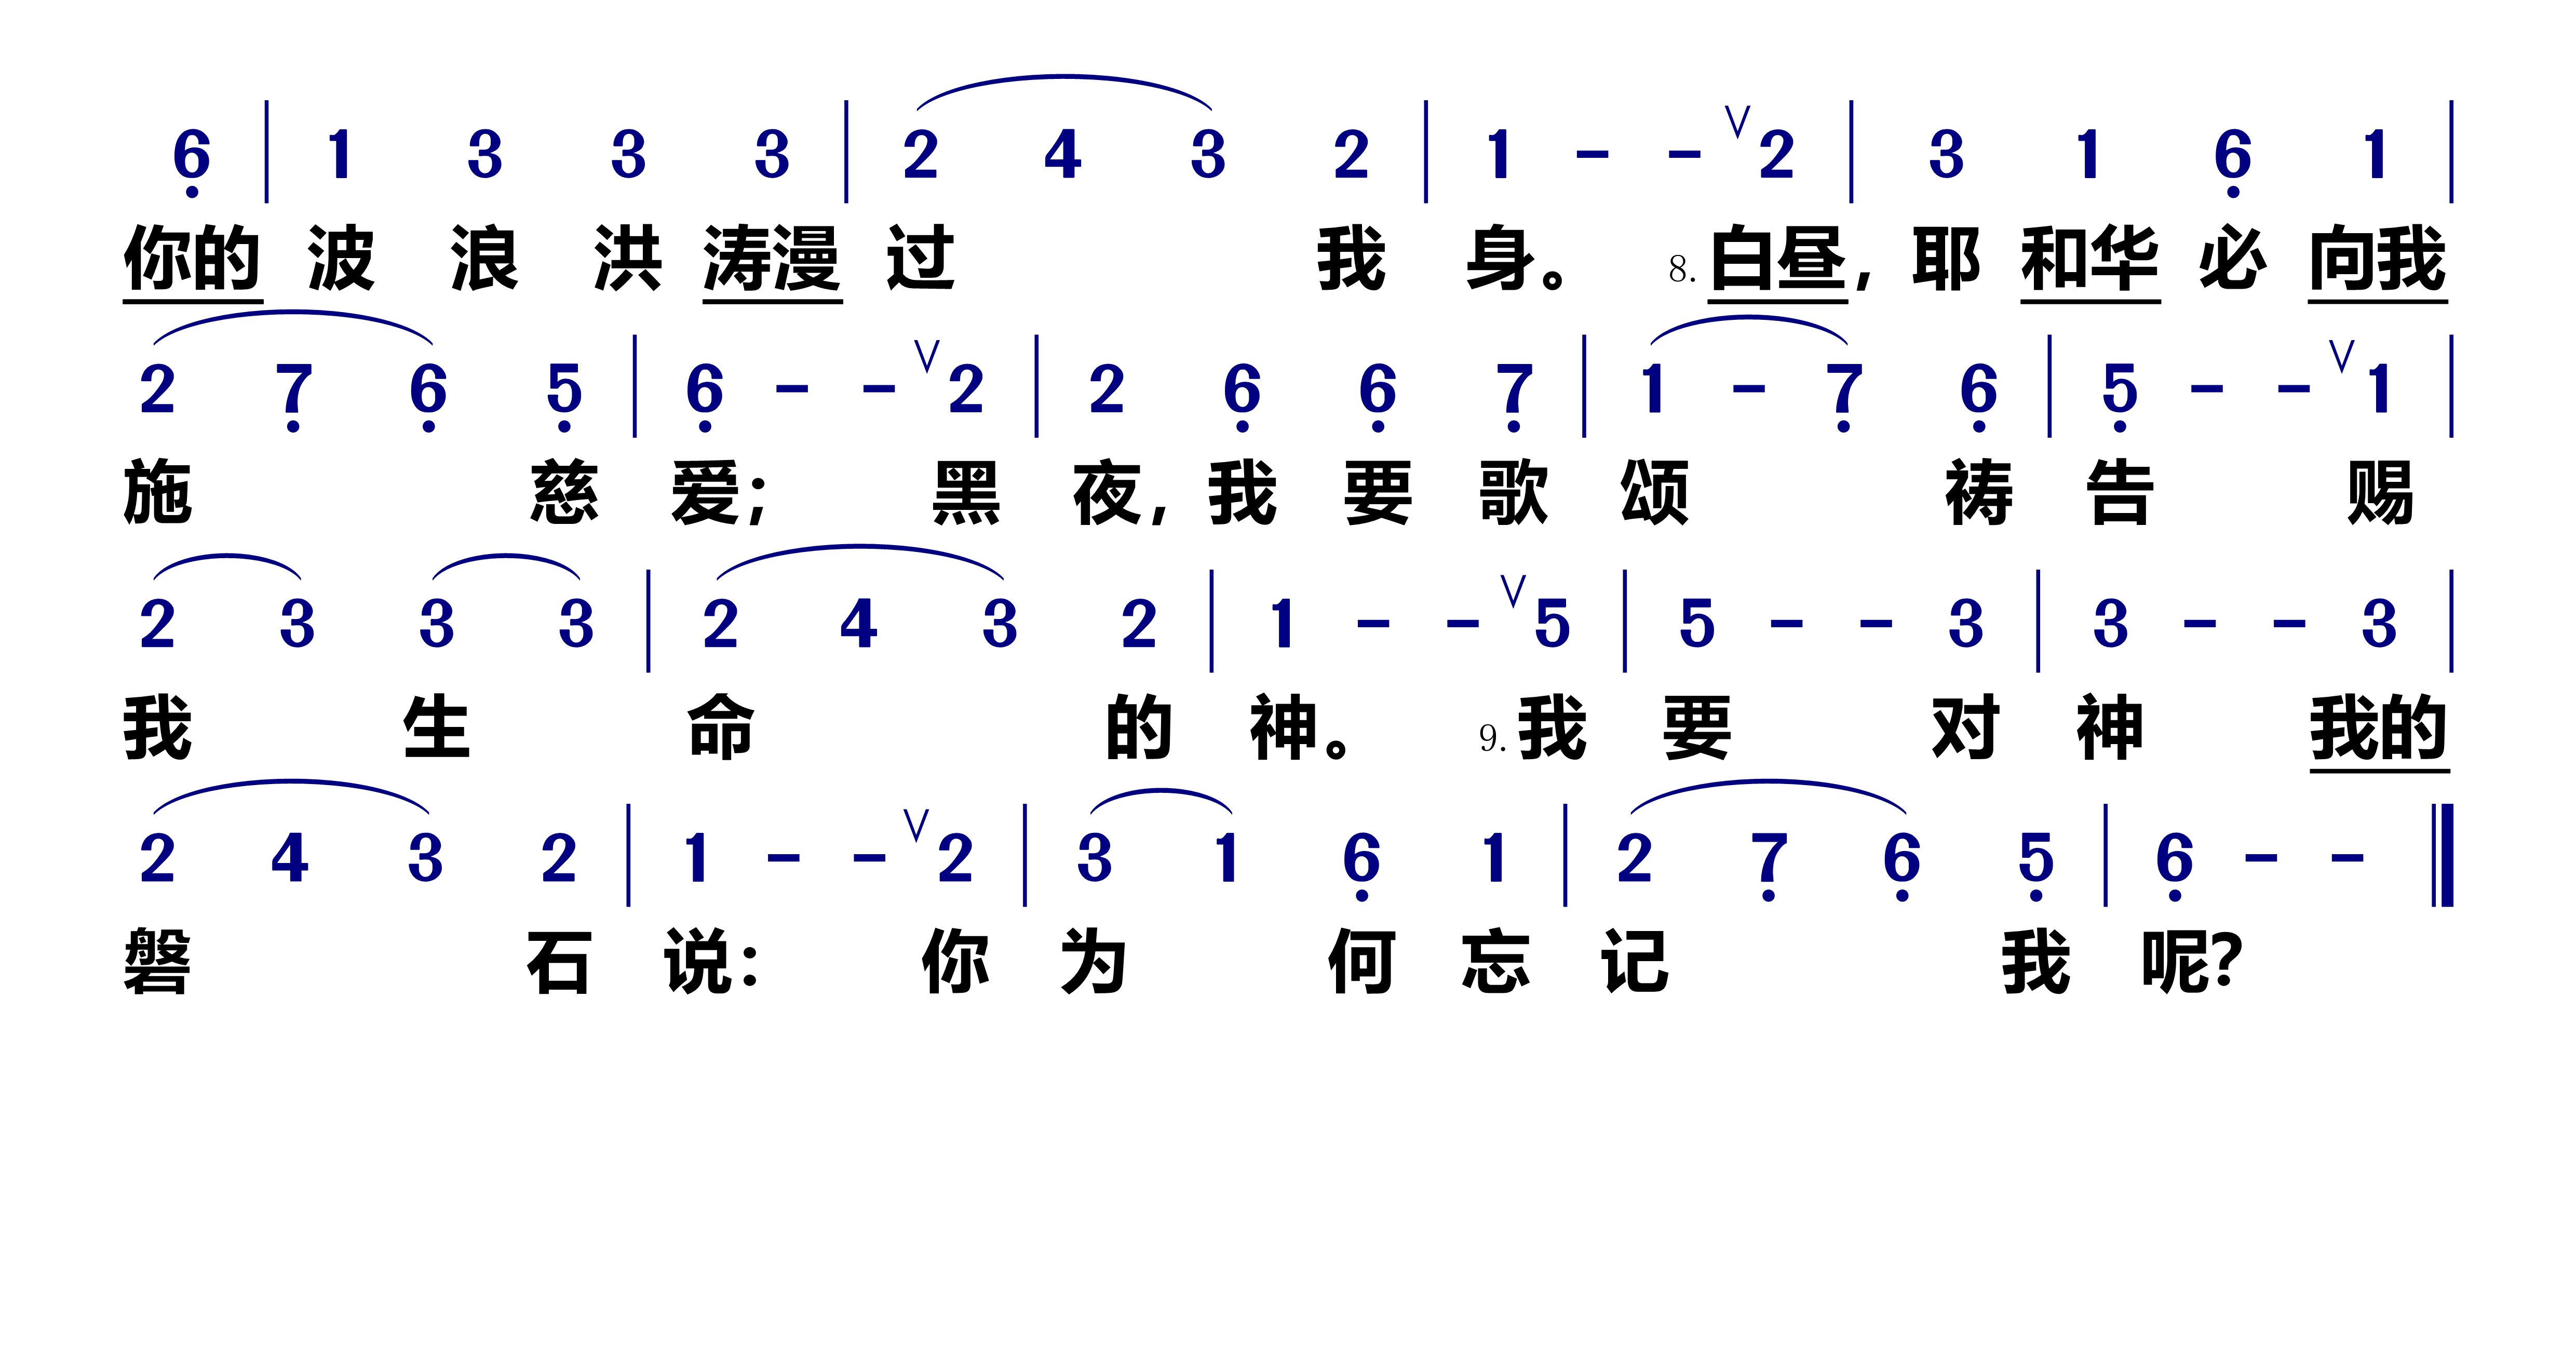 6̣ | 1 3 3 3 | 2 4 3 2 | 1 - - ∨ 2 | 3 1 6̣ 1 |
你的 波 浪 洪 涛漫 过 我 身。 8. 白昼, 耶 和华 必 向我
2 7̣ 6̣ 5̣ | 6̣ - - ∨ 2 | 2 6̣ 6̣ 7̣ | 1 - 7̣ 6̣ | 5̣ - - ∨ 1 |
施 慈 爱; 黑 夜, 我 要 歌 颂 祷 告 赐
2 3 3 3 | 2 4 3 2 | 1 - - ∨ 5 | 5 - - 3 | 3 - - 3 |
我 生 命 的 神。 9. 我 要 对 神 我的
2 4 3 2 | 1 - - ∨ 2 | 3 1 6̣ 1 | 2 7̣ 6̣ 5̣ | 6̣ - - ‖
磐 石 说: 你 为 何 忘 记 我 呢?